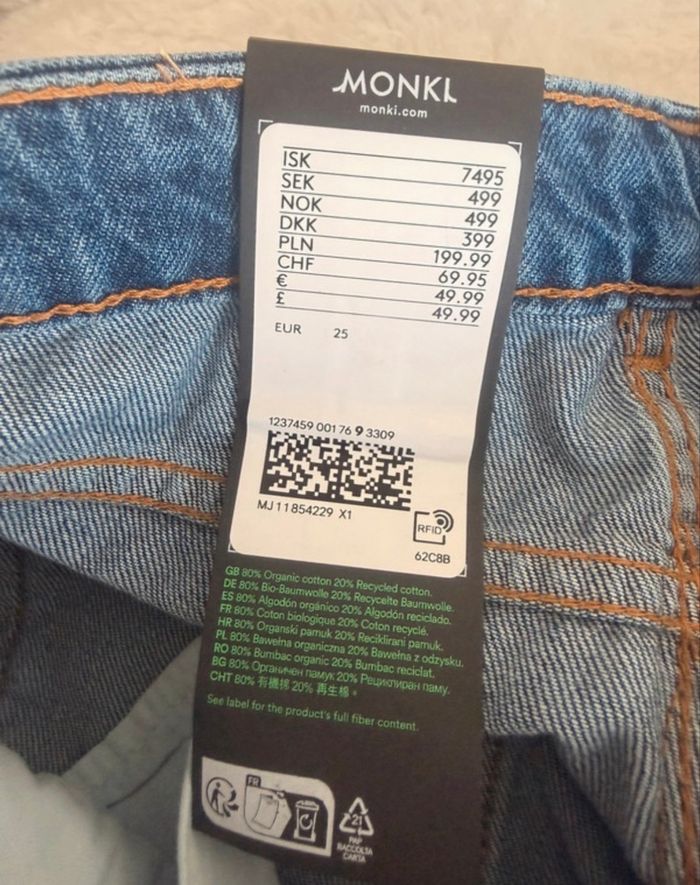 MONKI
monki.com
ISK 7495
SEK 499
NOK 499
DKK 399
PLN 199.99
CHF 69.95
€ 49.99
£ 49.99
EUR 25
1237459 00176 9 3309
MJ 11854229 X1
RFID
62C8B
GB 80% Organic cotton 20% Recycled cotton.
DE 80% Bio-Baumwolle 20% Recycelte Baumwolle.
ES 80% Algodón orgánico 20% Algodón reciclado.
FR 80% Coton biologique 20% Coton recyclé.
HR 80% Organski pamuk 20% Reciklirani pamuk.
PL 80% Bawełna organiczna 20% Bawełna z odzysku.
RO 80% Bumbac organic 20% Bumbac reciclat.
BG 80% Органичен памук 20% Рециклиран паму.
CHT 80% 有機棉 20% 再生棉。
See label for the product's full fiber content.
FR
21
PAP
RACCOLTA
CARTA